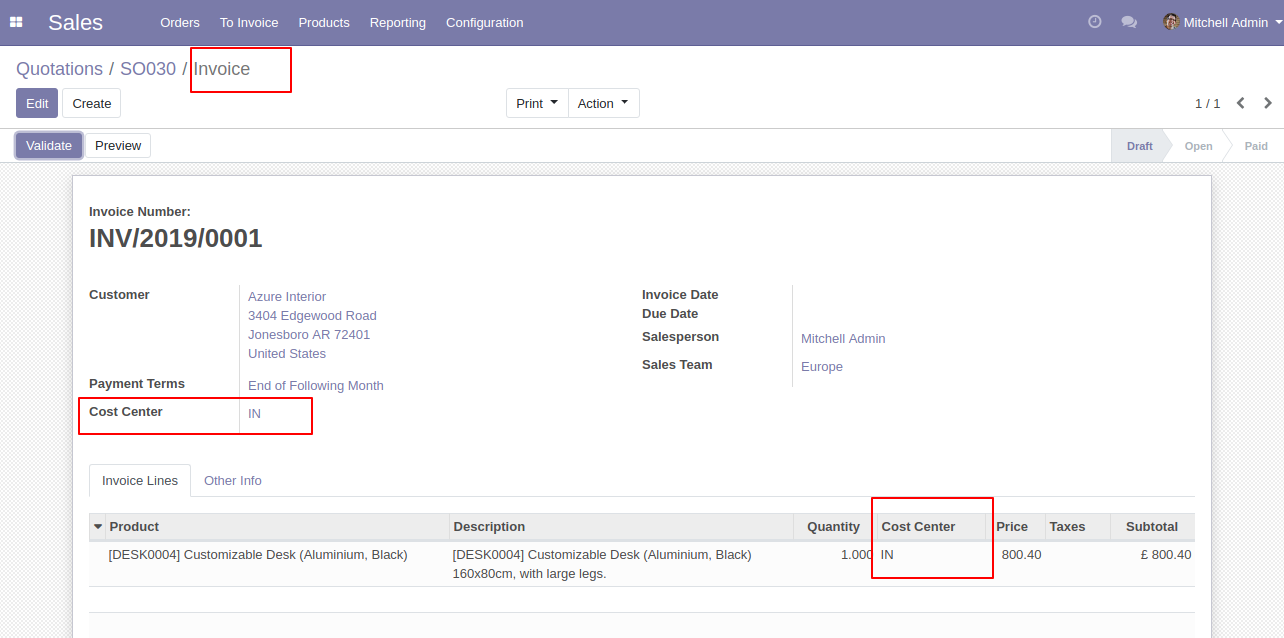 Sales Orders To Invoice Products Reporting Configuration Mitchell Admin
Quotations / SO030 / Invoice
Edit Create Print Action 1 / 1
Validate Preview Draft Open Paid
Invoice Number:
INV/2019/0001
Customer Azure Interior Invoice Date
3404 Edgewood Road Due Date
Jonesboro AR 72401 Salesperson Mitchell Admin
United States Sales Team Europe
Payment Terms End of Following Month
Cost Center IN
Invoice Lines Other Info
Product Description Quantity Cost Center Price Taxes Subtotal
[DESK0004] Customizable Desk (Aluminium, Black) [DESK0004] Customizable Desk (Aluminium, Black) 1.000 IN 800.40 £ 800.40
160x80cm, with large legs.